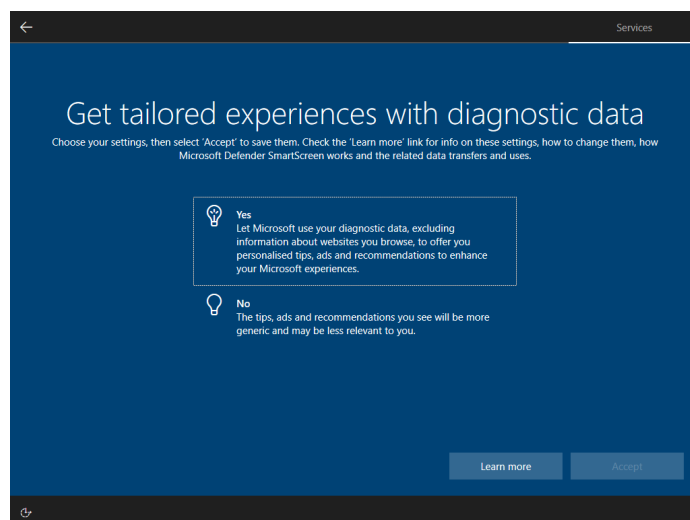 Services
Get tailored experiences with diagnostic data
Choose your settings, then select 'Accept' to save them. Check the 'Learn more' link for info on these settings, how to change them, how
Microsoft Defender SmartScreen works and the related data transfers and uses.
Yes
Let Microsoft use your diagnostic data, excluding
information about websites you browse, to offer you
personalised tips, ads and recommendations to enhance
your Microsoft experiences.
No
The tips, ads and recommendations you see will be more
generic and may be less relevant to you.
Learn more
Accept